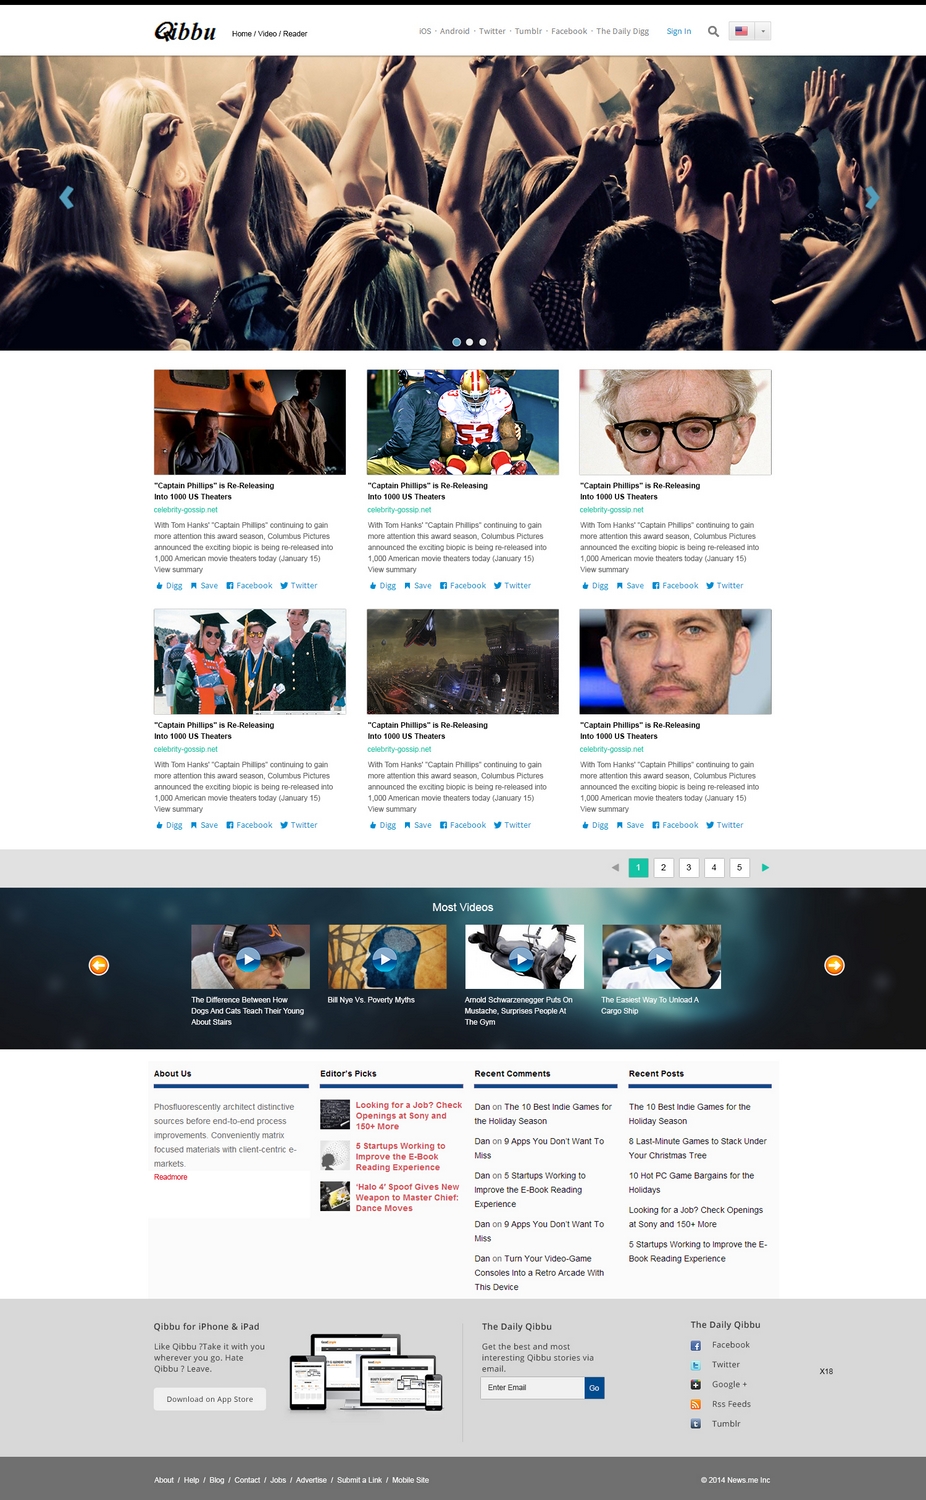 Qibbu
Home / Video / Reader
iOS · Android · Twitter · Tumblr · Facebook · The Daily Digg
Sign In
53
"Captain Phillips" is Re-Releasing
Into 1000 US Theaters
celebrity-gossip.net
With Tom Hanks' "Captain Phillips" continuing to gain
more attention this award season, Columbus Pictures
announced the exciting biopic is being re-released into
1,000 American movie theaters today (January 15)
View summary
Digg Save Facebook Twitter
"Captain Phillips" is Re-Releasing
Into 1000 US Theaters
celebrity-gossip.net
With Tom Hanks' "Captain Phillips" continuing to gain
more attention this award season, Columbus Pictures
announced the exciting biopic is being re-released into
1,000 American movie theaters today (January 15)
View summary
Digg Save Facebook Twitter
"Captain Phillips" is Re-Releasing
Into 1000 US Theaters
celebrity-gossip.net
With Tom Hanks' "Captain Phillips" continuing to gain
more attention this award season, Columbus Pictures
announced the exciting biopic is being re-released into
1,000 American movie theaters today (January 15)
View summary
Digg Save Facebook Twitter
"Captain Phillips" is Re-Releasing
Into 1000 US Theaters
celebrity-gossip.net
With Tom Hanks' "Captain Phillips" continuing to gain
more attention this award season, Columbus Pictures
announced the exciting biopic is being re-released into
1,000 American movie theaters today (January 15)
View summary
Digg Save Facebook Twitter
"Captain Phillips" is Re-Releasing
Into 1000 US Theaters
celebrity-gossip.net
With Tom Hanks' "Captain Phillips" continuing to gain
more attention this award season, Columbus Pictures
announced the exciting biopic is being re-released into
1,000 American movie theaters today (January 15)
View summary
Digg Save Facebook Twitter
"Captain Phillips" is Re-Releasing
Into 1000 US Theaters
celebrity-gossip.net
With Tom Hanks' "Captain Phillips" continuing to gain
more attention this award season, Columbus Pictures
announced the exciting biopic is being re-released into
1,000 American movie theaters today (January 15)
View summary
Digg Save Facebook Twitter
1 2 3 4 5
Most Videos
The Difference Between How
Dogs And Cats Teach Their Young
About Stairs
Bill Nye Vs. Poverty Myths
Arnold Schwarzenegger Puts On
Mustache, Surprises People At
The Gym
The Easiest Way To Unload A
Cargo Ship
About Us
Phosfluorescently architect distinctive
sources before end-to-end process
improvements. Conveniently matrix
focused materials with client-centric e-
markets.
Readmore
Editor's Picks
Looking for a Job? Check
Openings at Sony and
150+ More
5 Startups Working to
Improve the E-Book
Reading Experience
'Halo 4' Spoof Gives New
Weapon to Master Chief:
Dance Moves
Recent Comments
Dan on The 10 Best Indie Games for
the Holiday Season
Dan on 9 Apps You Don't Want To
Miss
Dan on 5 Startups Working to
Improve the E-Book Reading
Experience
Dan on 9 Apps You Don't Want To
Miss
Dan on Turn Your Video-Game
Consoles Into a Retro Arcade With
This Device
Recent Posts
The 10 Best Indie Games for the
Holiday Season
8 Last-Minute Games to Stack Under
Your Christmas Tree
10 Hot PC Game Bargains for the
Holidays
Looking for a Job? Check Openings
at Sony and 150+ More
5 Startups Working to Improve the E-
Book Reading Experience
Qibbu for iPhone & iPad
Like Qibbu ?Take it with you
wherever you go. Hate
Qibbu ? Leave.
Download on App Store
The Daily Qibbu
Get the best and most
interesting Qibbu stories via
email.
Enter Email
Go
The Daily Qibbu
Facebook
Twitter
Google +
Rss Feeds
Tumblr
X18
About / Help / Blog / Contact / Jobs / Advertise / Submit a Link / Mobile Site
© 2014 News.me Inc